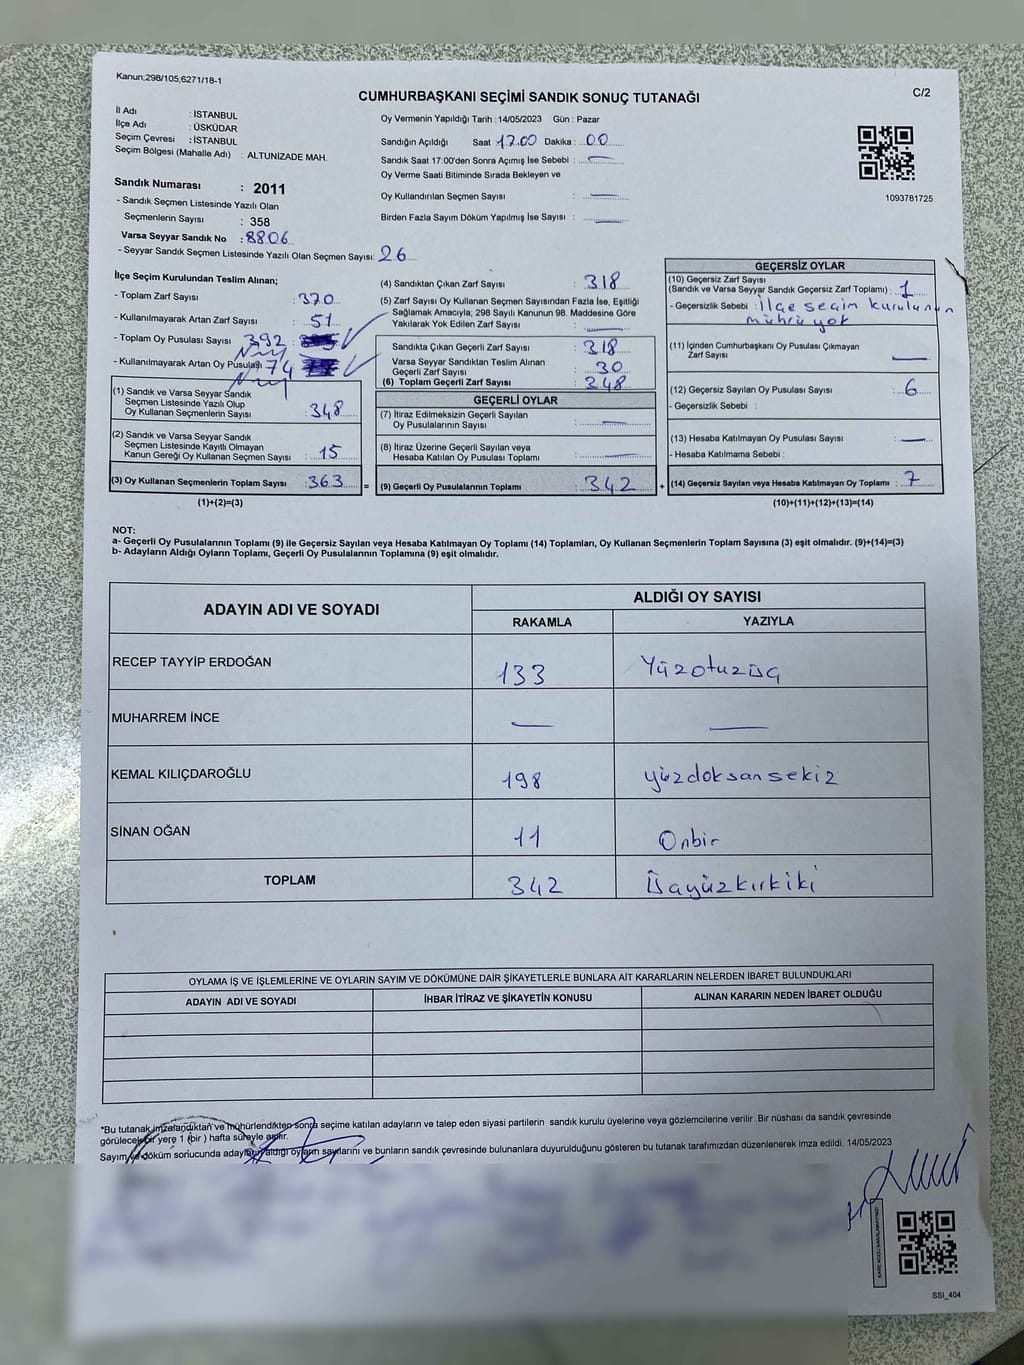 Kanun;298/105;6271/18-1
C/2
CUMHURBAŞKANI SEÇİMİ SANDIK SONUÇ TUTANAĞI
İl Adı : İSTANBUL
İlçe Adı : ÜSKÜDAR
Seçim Çevresi : İSTANBUL
Seçim Bölgesi (Mahalle Adı) : ALTUNİZADE MAH.
Oy Vermenin Yapıldığı Tarih :14/05/2023 Gün : Pazar
Sandığın Açıldığı Saat 17.00 Dakika : 00
Sandık Saat 17:00'den Sonra Açımış İse Sebebi : —
Oy Verme Saati Bitiminde Sırada Bekleyen ve
Oy Kullandırılan Seçmen Sayısı : —
Birden Fazla Sayım Döküm Yapılmış İse Sayısı : —
1093781725
Sandık Numarası : 2011
- Sandık Seçmen Listesinde Yazılı Olan
Seçmenlerin Sayısı : 358
Varsa Seyyar Sandık No : 8806
- Seyyar Sandık Seçmen Listesinde Yazılı Olan Seçmen Sayısı: 26
İlçe Seçim Kurulundan Teslim Alınan;
- Toplam Zarf Sayısı : 370
- Kullanılmayarak Artan Zarf Sayısı : 51
- Toplam Oy Pusulası Sayısı : 392
- Kullanılmayarak Artan Oy Pusulası 74
(1) Sandık ve Varsa Seyyar Sandık
Seçmen Listesinde Yazılı Olup
Oy Kullanan Seçmenlerin Sayısı : 348
(2) Sandık ve Varsa Seyyar Sandık
Seçmen Listesinde Kayıtlı Olmayan
Kanun Gereği Oy Kullanan Seçmen Sayısı : 15
(3) Oy Kullanan Seçmenlerin Toplam Sayısı : 363
(1)+(2)=(3)
(4) Sandıktan Çıkan Zarf Sayısı : 318
(5) Zarf Sayısı Oy Kullanan Seçmen Sayısından Fazla İse, Eşitliği
Sağlamak Amacıyla; 298 Sayılı Kanunun 98. Maddesine Göre
Yakılarak Yok Edilen Zarf Sayısı : —
Sandıkta Çıkan Geçerli Zarf Sayısı : 318
Varsa Seyyar Sandıktan Teslim Alınan
Geçerli Zarf Sayısı : 30
(6) Toplam Geçerli Zarf Sayısı : 348
GEÇERLİ OYLAR
(7) İtiraz Edilmeksizin Geçerli Sayılan
Oy Pusulalarının Sayısı : —
(8) İtiraz Üzerine Geçerli Sayılan veya
Hesaba Katılan Oy Pusulası Toplamı : —
= (9) Geçerli Oy Pusulalarının Toplamı : 342 +
GEÇERSİZ OYLAR
(10) Geçersiz Zarf Sayısı
(Sandık ve Varsa Seyyar Sandık Geçersiz Zarf Toplamı) : 1
- Geçersizlik Sebebi : İlçe seçim kurulunun
mührü yok
(11) İçinden Cumhurbaşkanı Oy Pusulası Çıkmayan
Zarf Sayısı : —
(12) Geçersiz Sayılan Oy Pusulası Sayısı : 6
- Geçersizlik Sebebi :
(13) Hesaba Katılmayan Oy Pusulası Sayısı : —
- Hesaba Katılmama Sebebi :
(14) Geçersiz Sayılan veya Hesaba Katılmayan Oy Toplamı : 7
(10)+(11)+(12)+(13)=(14)
NOT:
a- Geçerli Oy Pusulalarının Toplamı (9) ile Geçersiz Sayılan veya Hesaba Katılmayan Oy Toplamı (14) Toplamları, Oy Kullanan Seçmenlerin Toplam Sayısına (3) eşit olmalıdır. (9)+(14)=(3)
b- Adayların Aldığı Oyların Toplamı, Geçerli Oy Pusulalarının Toplamına (9) eşit olmalıdır.
ADAYIN ADI VE SOYADI
ALDIĞI OY SAYISI
RAKAMLA YAZIYLA
RECEP TAYYİP ERDOĞAN 133 Yüzotuzüç
MUHARREM İNCE — —
KEMAL KILIÇDAROĞLU 198 yüzdoksansekiz
SİNAN OĞAN 11 Onbir
TOPLAM 342 Üçyüzkırkiki
OYLAMA İŞ VE İŞLEMLERİNE VE OYLARIN SAYIM VE DÖKÜMÜNE DAİR ŞİKAYETLERLE BUNLARA AİT KARARLARIN NELERDEN İBARET BULUNDUKLARI
ADAYIN ADI VE SOYADI İHBAR İTİRAZ VE ŞİKAYETİN KONUSU ALINAN KARARIN NEDEN İBARET OLDUĞU
*Bu tutanak imzalandıktan ve mühürlendikten sonra seçime katılan adayların ve talep eden siyasi partilerin sandık kurulu üyelerine veya gözlemcilerine verilir. Bir nüshası da sandık çevresinde
görülecek bir yere 1 (bir ) hafta süreyle asılır.
Sayım ve döküm sonucunda adayların aldığı oyların sayılarını ve bunların sandık çevresinde bulunanlara duyurulduğunu gösteren bu tutanak tarafımızdan düzenlenerek imza edildi. 14/05/2023
KARE KODU KARALAMAYINIZ!
SSI_404